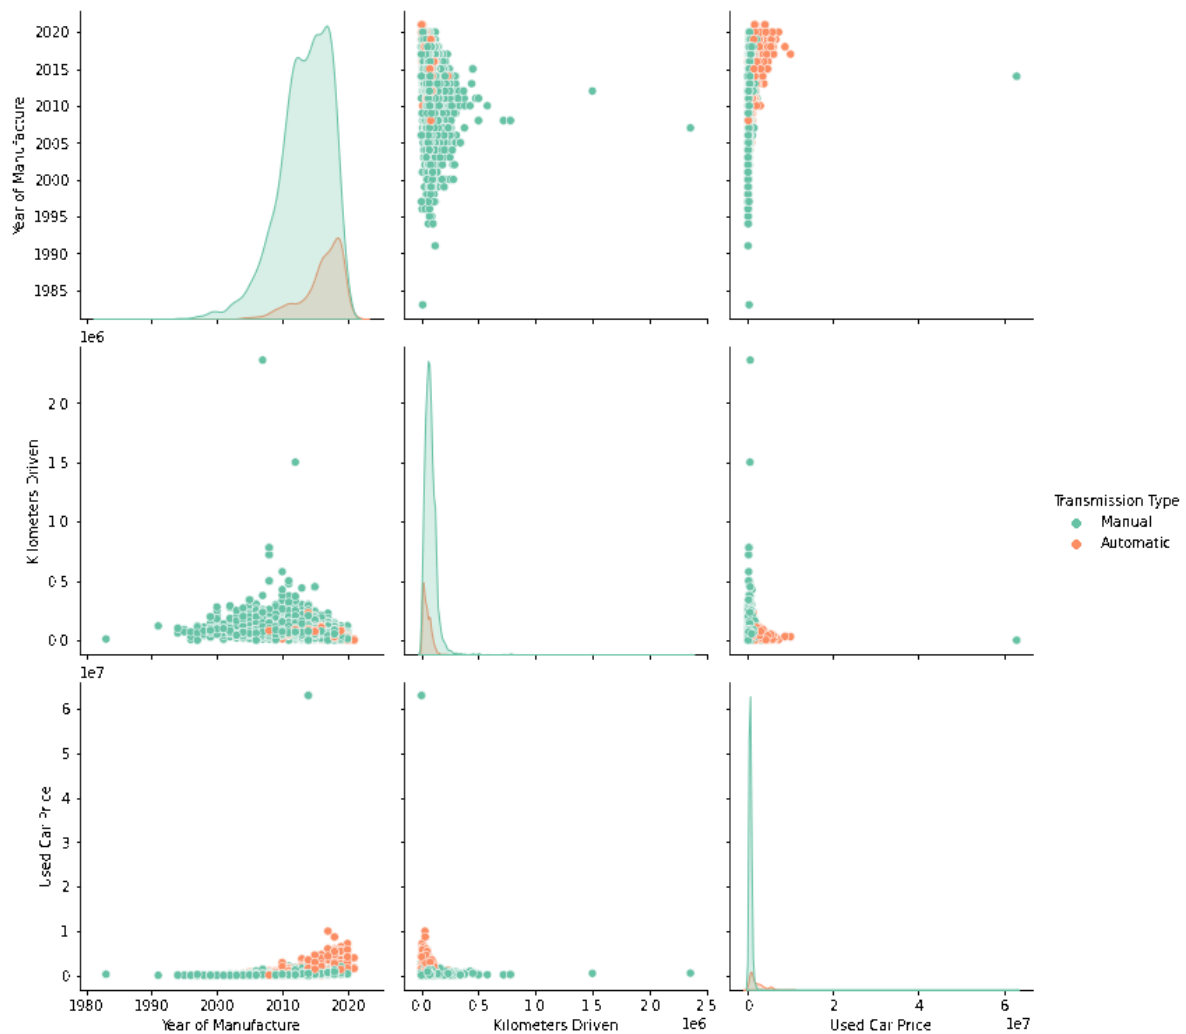 2020
2015
2010
2005
2000
1995
1990
1985
Year of Manufacture
1e6
2 0
1 5
1 0
0 5
0 0
Kilometers Driven
Transmission Type
Manual
Automatic
1e7
6
5
4
3
2
1
0
Used Car Price
1980 1990 2000 2010 2020
Year of Manufacture
0 0 0 5 1 0 1 5 2 0 2 5
1e6
Kilometers Driven
0 2 4 6
1e7
Used Car Price